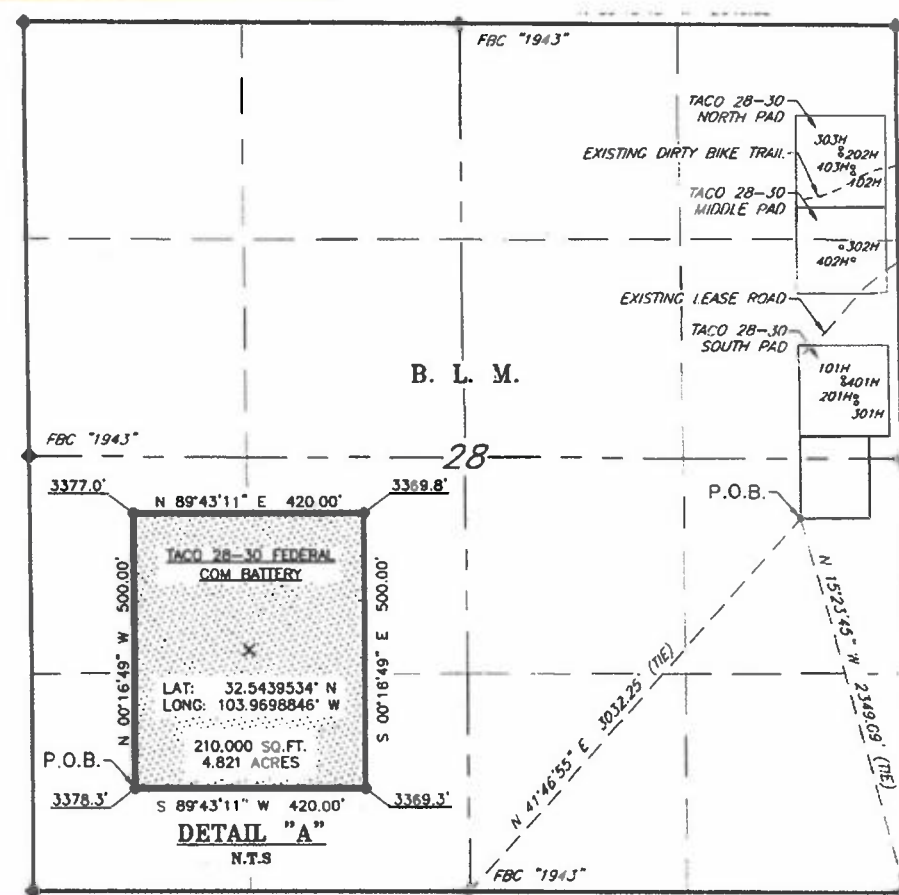 FBC "1943"
TACO 28-30
NORTH PAD
303H
202H
403H
402H
EXISTING DIRTY BIKE TRAIL
TACO 28-30
MIDDLE PAD
302H
402H
EXISTING LEASE ROAD
TACO 28-30
SOUTH PAD
101H
401H
201H
301H
B. L. M.
FBC "1943"
28
P.O.B.
3377.0'
N 89°43'11" E 420.00'
3369.8'
TACO 28-30 FEDERAL
COM BATTERY
N 00°16'49" W 500.00'
S 00°16'49" E 500.00'
LAT: 32.5439534° N
LONG: 103.9698846° W
210,000 SQ.FT.
4.821 ACRES
P.O.B.
3378.3'
S 89°43'11" W 420.00'
3369.3'
DETAIL "A"
N.T.S
N 41°46'55" E 3032.25' (TIE)
N 15°23'45" W 2349.69' (TIE)
FBC "1943"